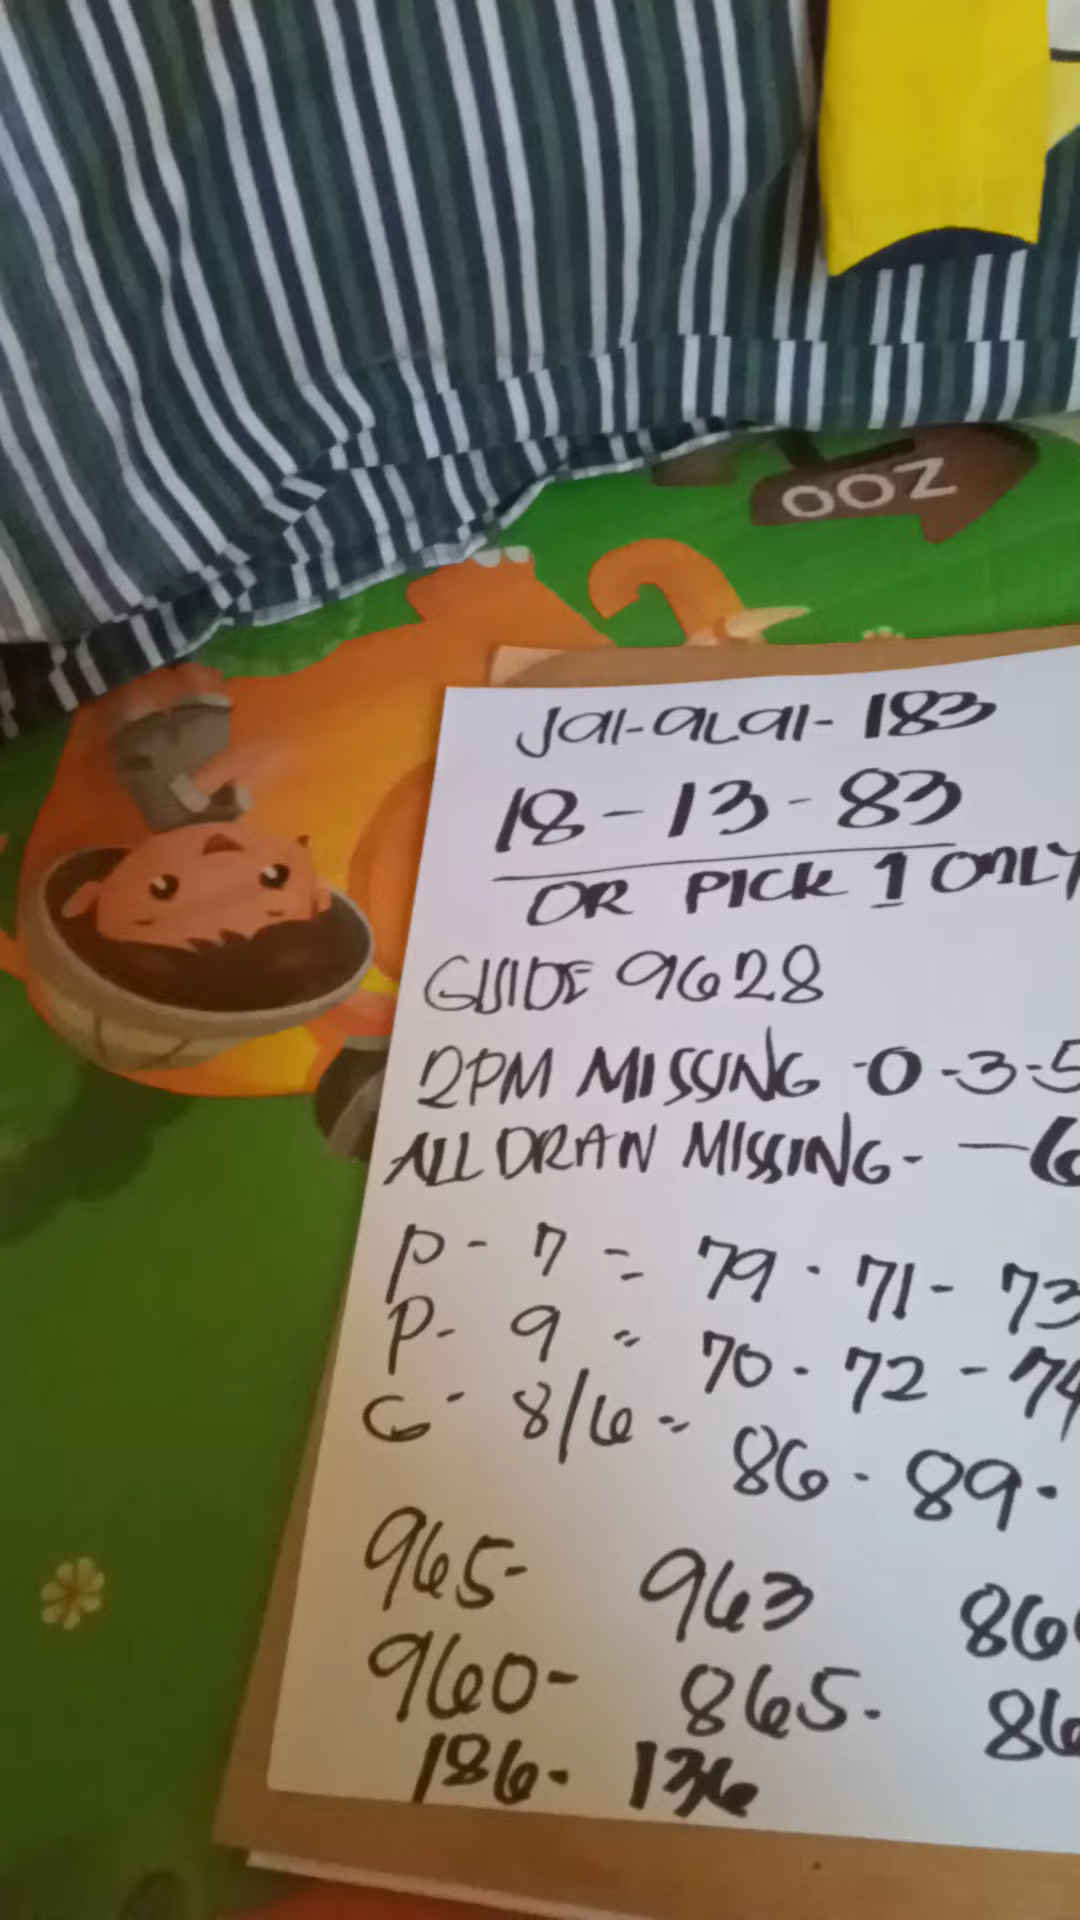 ZOO
Jai-aLai- 183
18-13-83
OR PICK 1 ONLY
GUIDE 9628
2PM MISSING -0-3-5
ALL DRAN MISSING- -6
P- 7 = 79-71-73
P- 9 = 70-72-74
C- 8/6= 86-89-
965- 963 86
960- 865- 86
186- 136